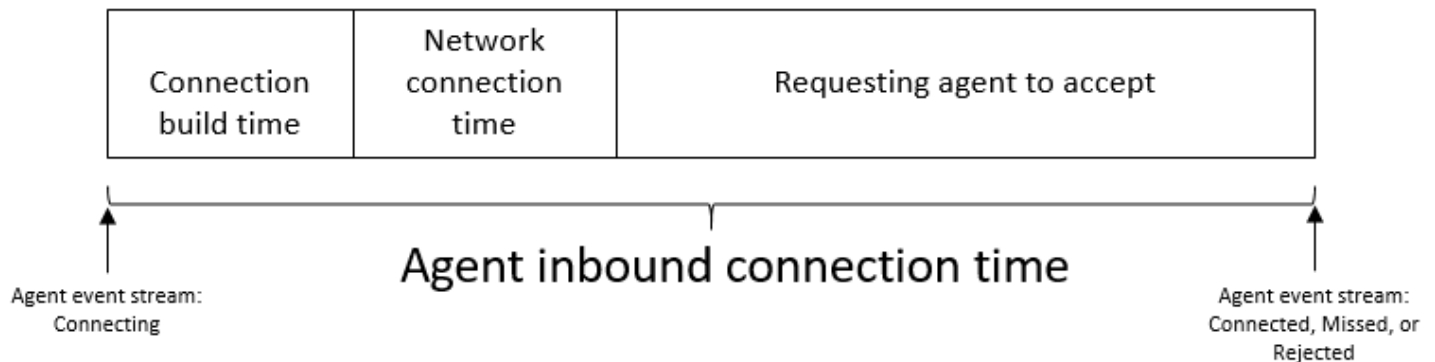 Connection
build time
Network
connection
time
Requesting agent to accept
Agent inbound connection time
Agent event stream:
Connecting
Agent event stream:
Connected, Missed, or
Rejected